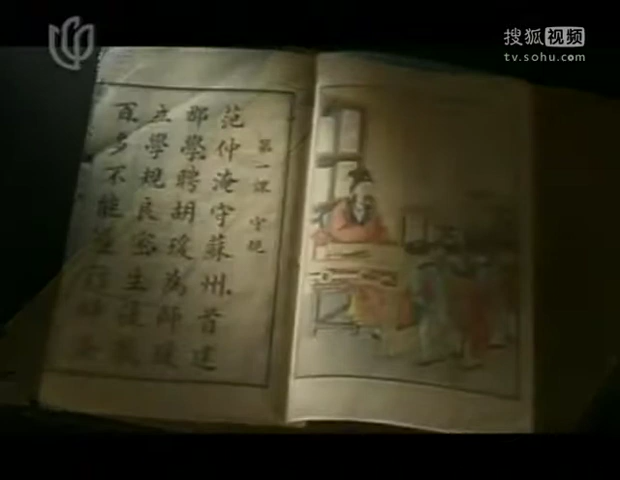 搜狐视频
tv.sohu.com
第一課 守規
范仲淹守蘇州首建
郡學聘胡瑗為師瑗
立學規良密生徒數
百多不能